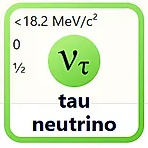 <18.2 MeV/c²
0
½
ντ
tau
neutrino